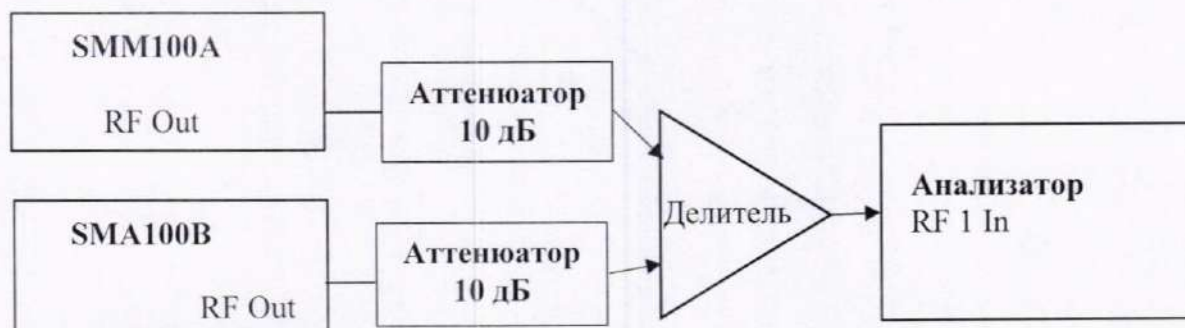 SMM100A
RF Out
Аттенюатор
10 дБ
SMA100B
RF Out
Аттенюатор
10 дБ
Делитель
Анализатор
RF 1 In